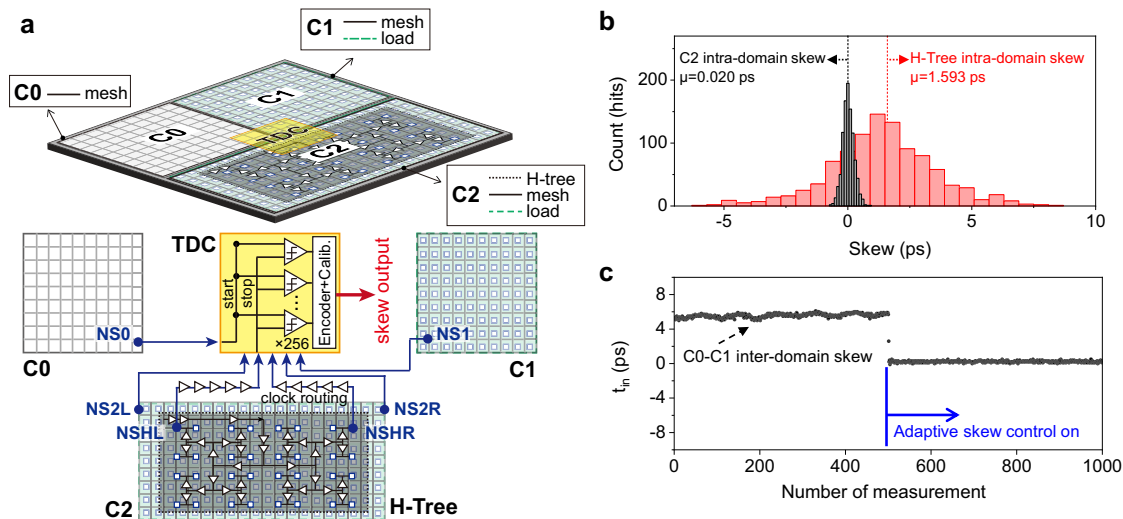 a
C1 mesh
load
C0 mesh
C1
C0
TDC
C2
C2 H-tree
mesh
load
TDC
start
stop
×256
Encoder+Calib.
skew output
NS0
C0
NS1
C1
clock routing
NS2L
NS2R
NSHL
NSHR
C2
H-Tree
b
C2 intra-domain skew
μ=0.020 ps
H-Tree intra-domain skew
μ=1.593 ps
Count (hits)
200
100
0
-5
0
5
10
Skew (ps)
c
t_in (ps)
8
4
0
-4
-8
C0-C1 inter-domain skew
Adaptive skew control on
0
200
400
600
800
1000
Number of measurement